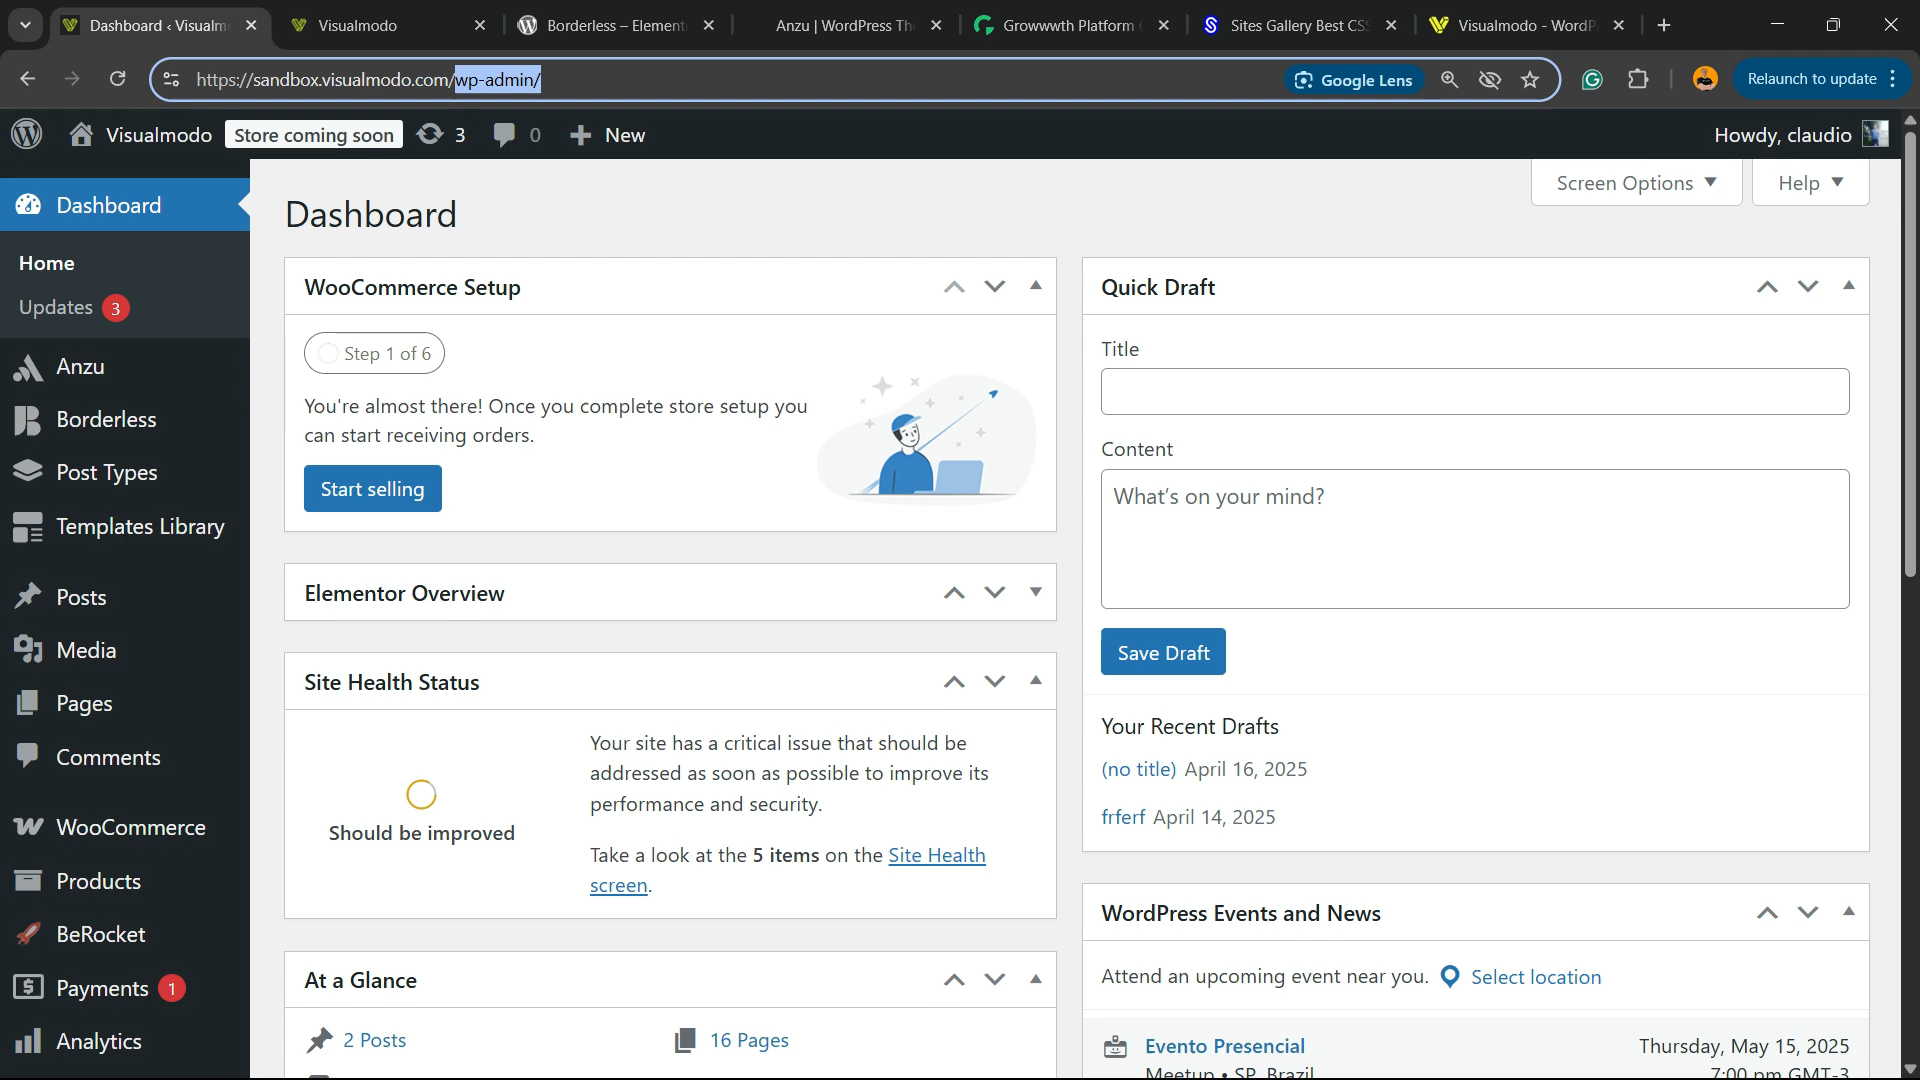 Dashboard ‹ Visualm
Visualmodo
Borderless – Element
Anzu | WordPress Th
Growwwth Platform
Sites Gallery Best CSS
Visualmodo - WordP
https://sandbox.visualmodo.com/wp-admin/
Google Lens
Relaunch to update
Visualmodo
Store coming soon
3
0
New
Howdy, claudio
Screen Options
Help
Dashboard
Home
Updates 3
Anzu
Borderless
Post Types
Templates Library
Posts
Media
Pages
Comments
WooCommerce
Products
BeRocket
Payments 1
Analytics
Dashboard
WooCommerce Setup
Step 1 of 6
You're almost there! Once you complete store setup you
can start receiving orders.
Start selling
Elementor Overview
Site Health Status
Should be improved
Your site has a critical issue that should be
addressed as soon as possible to improve its
performance and security.
Take a look at the 5 items on the Site Health
screen.
At a Glance
2 Posts
16 Pages
Quick Draft
Title
Content
What's on your mind?
Save Draft
Your Recent Drafts
(no title) April 16, 2025
frferf April 14, 2025
WordPress Events and News
Attend an upcoming event near you.
Select location
Evento Presencial
Thursday, May 15, 2025
Meetup • SP, Brazil
7:00 pm GMT-3